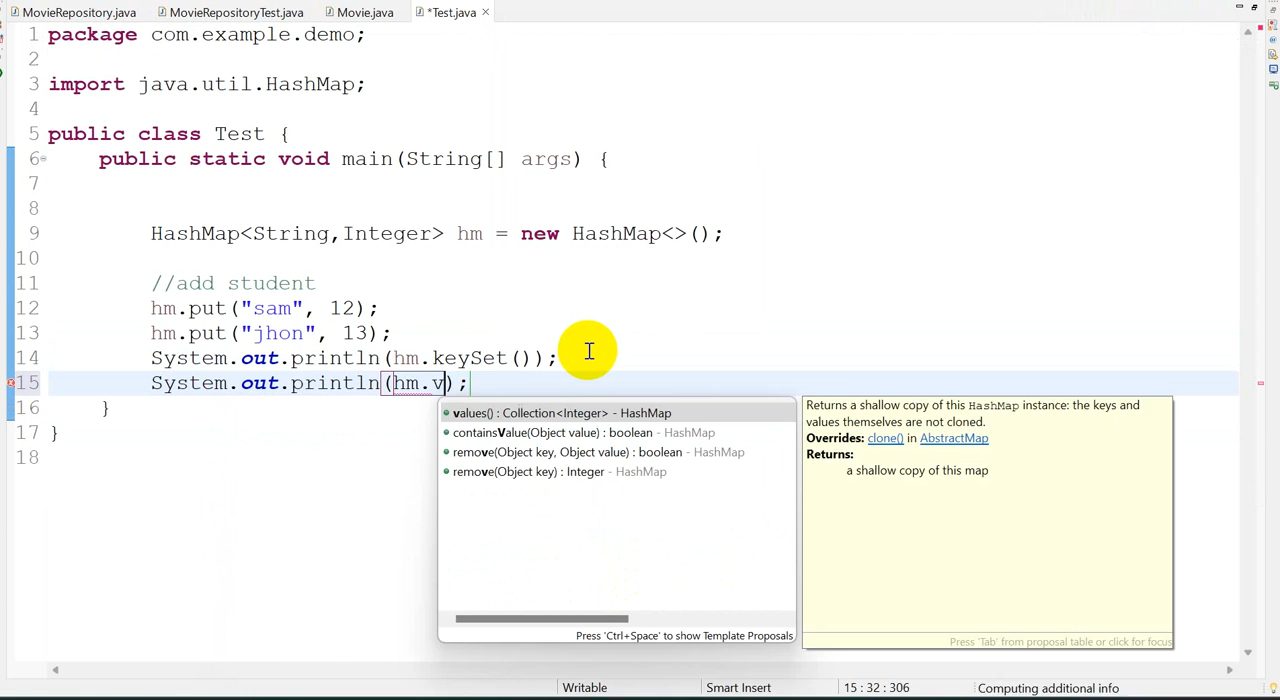 MovieRepository.java MovieRepositoryTest.java Movie.java *Test.java
1 package com.example.demo;
2
3 import java.util.HashMap;
4
5 public class Test {
6 public static void main(String[] args) {
7
8
9 HashMap<String,Integer> hm = new HashMap<>();
10
11 //add student
12 hm.put("sam", 12);
13 hm.put("jhon", 13);
14 System.out.println(hm.keySet());
15 System.out.println(hm.v);
16 }
17 }
18
values() : Collection<Integer> - HashMap
containsValue(Object value) : boolean - HashMap
remove(Object key, Object value) : boolean - HashMap
remove(Object key) : Integer - HashMap
Press 'Ctrl+Space' to show Template Proposals
Returns a shallow copy of this HashMap instance: the keys and
values themselves are not cloned.
Overrides: clone() in AbstractMap
Returns:
a shallow copy of this map
Press 'Tab' from proposal table or click for focus
Writable Smart Insert 15 : 32 : 306 Computing additional info